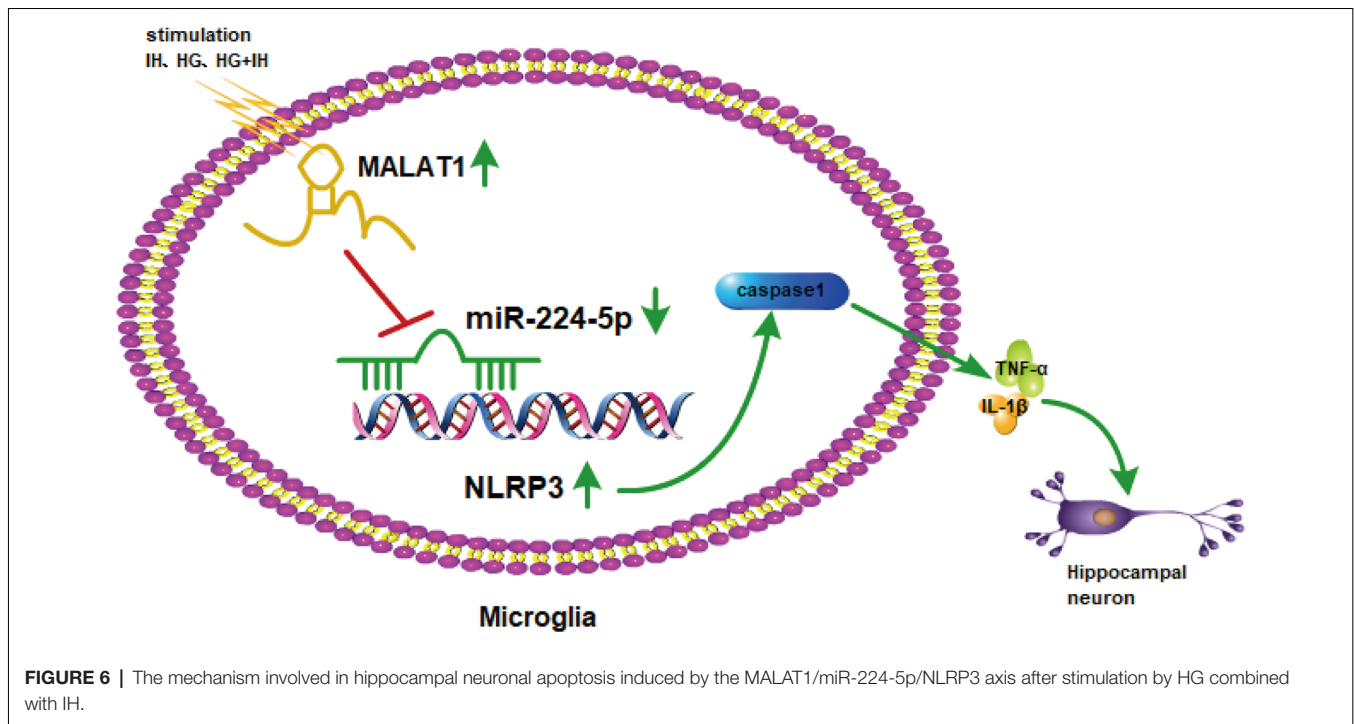 stimulation
IH、HG、HG+IH
MALAT1
miR-224-5p
caspase1
TNF-α
IL-1β
NLRP3
Hippocampal
neuron
Microglia
FIGURE 6 | The mechanism involved in hippocampal neuronal apoptosis induced by the MALAT1/miR-224-5p/NLRP3 axis after stimulation by HG combined
with IH.